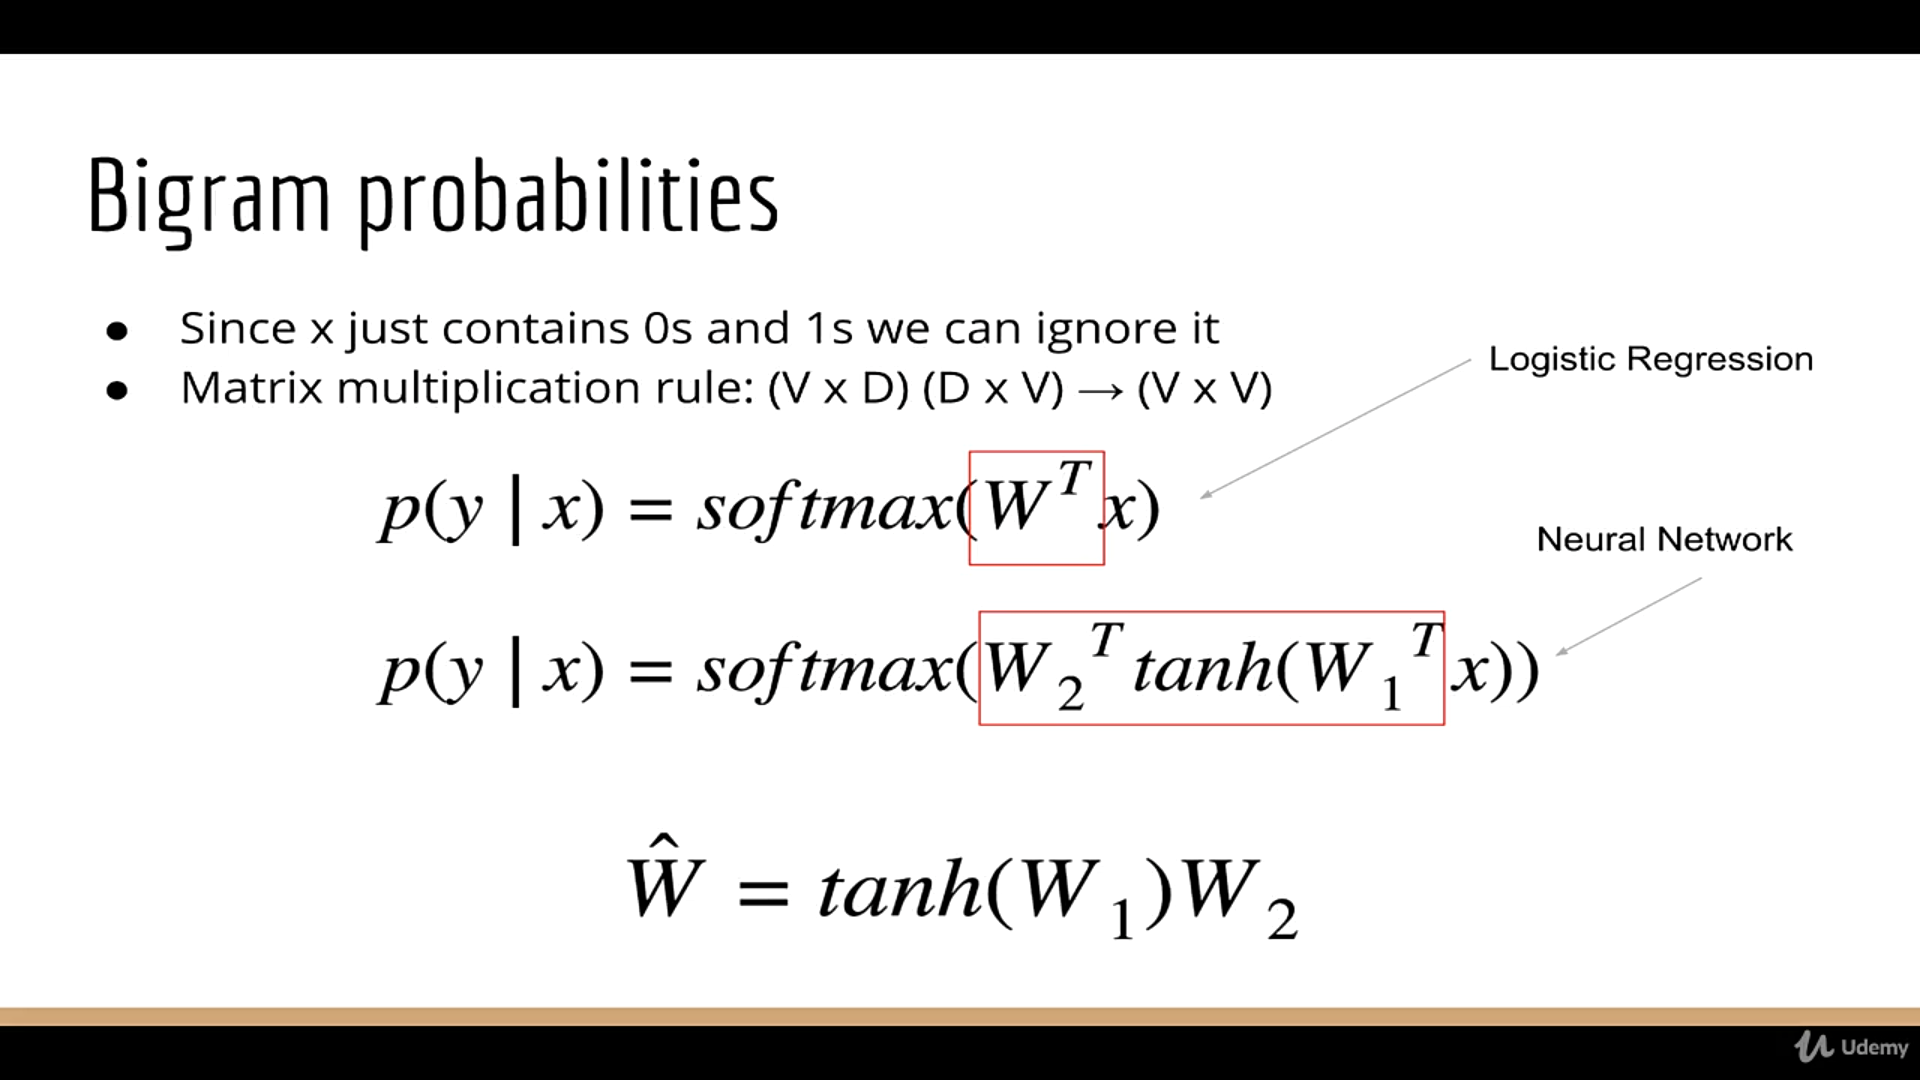 Bigram probabilities
● Since x just contains 0s and 1s we can ignore it
● Matrix multiplication rule: (V x D) (D x V) → (V x V)
Logistic Regression
p(y | x) = softmax(W^T x)
Neural Network
p(y | x) = softmax(W_2^T tanh(W_1^T x))
Ŵ = tanh(W_1)W_2
Udemy